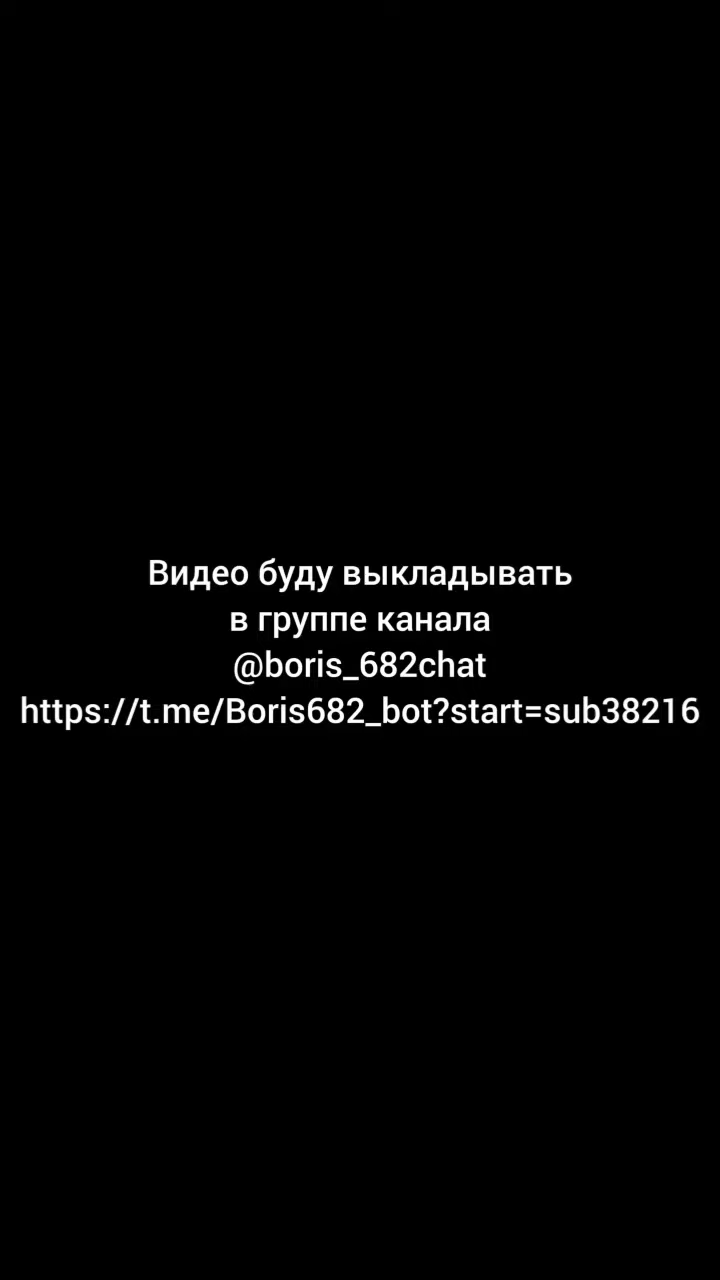 Видео буду выкладывать
в группе канала
@boris_682chat
https://t.me/Boris682_bot?start=sub38216